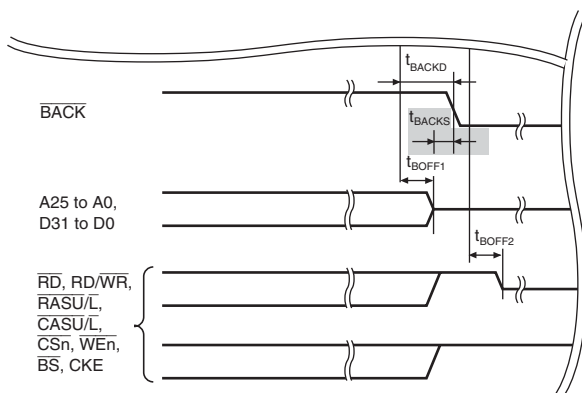 tBACKD
BACK
tBACKS
tBOFF1
A25 to A0,
D31 to D0
tBOFF2
RD, RD/WR,
RASU/L,
CASU/L,
CSn, WEn,
BS, CKE